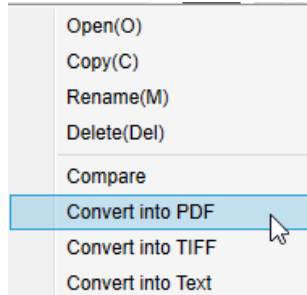 Open(O)
Copy(C)
Rename(M)
Delete(Del)
Compare
Convert into PDF
Convert into TIFF
Convert into Text